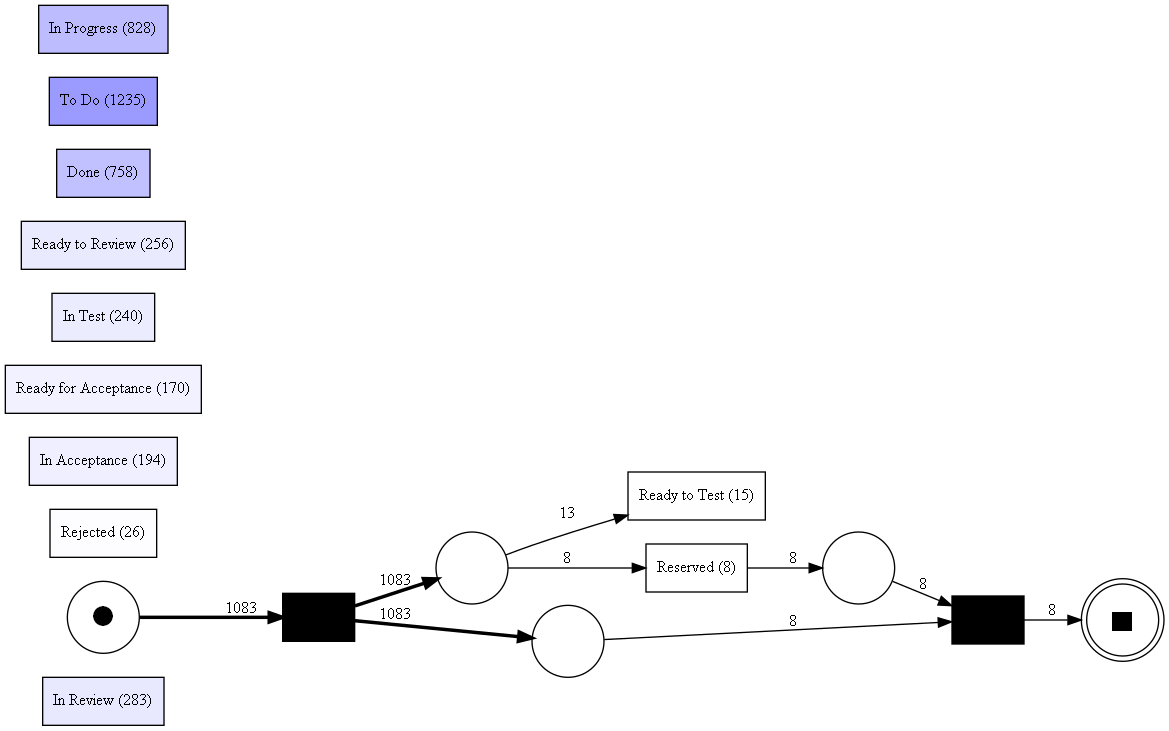 In Progress (828)
To Do (1235)
Done (758)
Ready to Review (256)
In Test (240)
Ready for Acceptance (170)
In Acceptance (194)
Rejected (26)
In Review (283)
1083
1083
1083
13
8
Ready to Test (15)
Reserved (8)
8
8
8
8